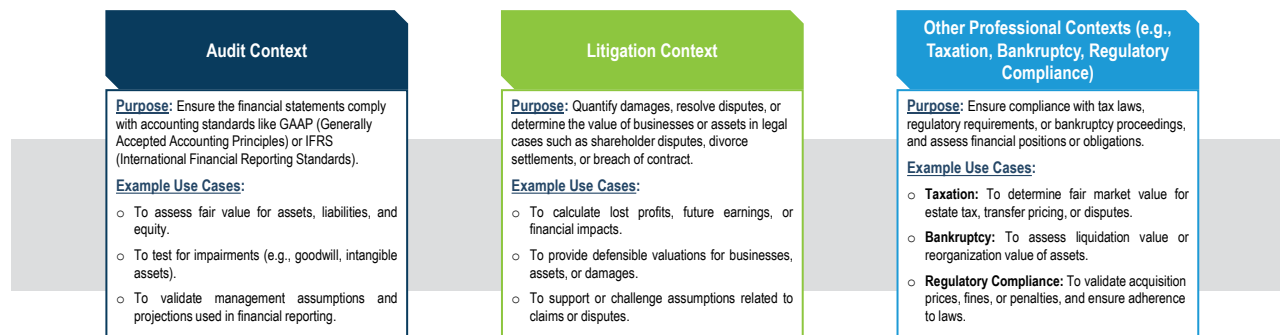 Audit Context
Purpose: Ensure the financial statements comply
with accounting standards like GAAP (Generally
Accepted Accounting Principles) or IFRS
(International Financial Reporting Standards).
Example Use Cases:
o To assess fair value for assets, liabilities, and
equity.
o To test for impairments (e.g., goodwill, intangible
assets).
o To validate management assumptions and
projections used in financial reporting.
Litigation Context
Purpose: Quantify damages, resolve disputes, or
determine the value of businesses or assets in legal
cases such as shareholder disputes, divorce
settlements, or breach of contract.
Example Use Cases:
o To calculate lost profits, future earnings, or
financial impacts.
o To provide defensible valuations for businesses,
assets, or damages.
o To support or challenge assumptions related to
claims or disputes.
Other Professional Contexts (e.g.,
Taxation, Bankruptcy, Regulatory
Compliance)
Purpose: Ensure compliance with tax laws,
regulatory requirements, or bankruptcy proceedings,
and assess financial positions or obligations.
Example Use Cases:
o Taxation: To determine fair market value for
estate tax, transfer pricing, or disputes.
o Bankruptcy: To assess liquidation value or
reorganization value of assets.
o Regulatory Compliance: To validate acquisition
prices, fines, or penalties, and ensure adherence
to laws.